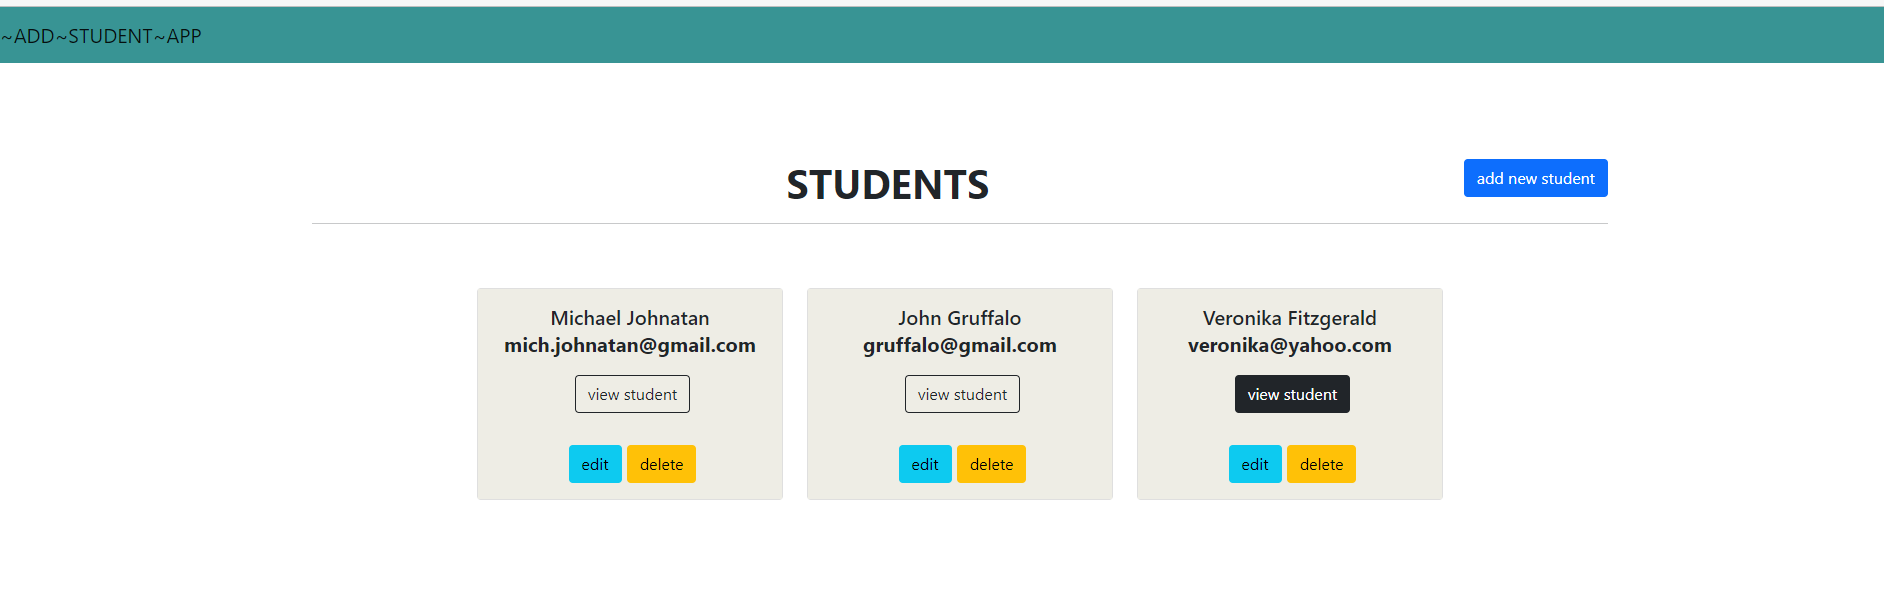 ~ADD~STUDENT~APP
STUDENTS
add new student
Michael Johnatan
mich.johnatan@gmail.com
view student
edit delete
John Gruffalo
gruffalo@gmail.com
view student
edit delete
Veronika Fitzgerald
veronika@yahoo.com
view student
edit delete